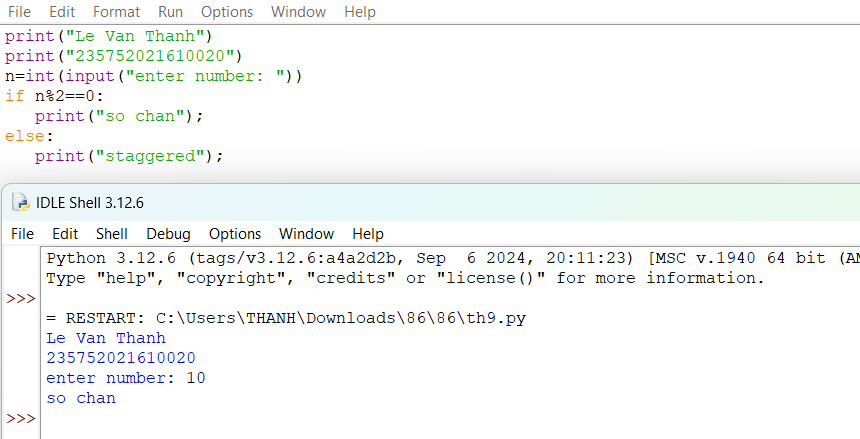 File Edit Format Run Options Window Help
print("Le Van Thanh")
print("235752021610020")
n=int(input("enter number: "))
if n%2==0:
   print("so chan");
else:
   print("staggered");
IDLE Shell 3.12.6
File Edit Shell Debug Options Window Help
Python 3.12.6 (tags/v3.12.6:a4a2d2b, Sep  6 2024, 20:11:23) [MSC v.1940 64 bit (AM
Type "help", "copyright", "credits" or "license()" for more information.
>>>
= RESTART: C:\Users\THANH\Downloads\86\86\th9.py
Le Van Thanh
235752021610020
enter number: 10
so chan
>>>